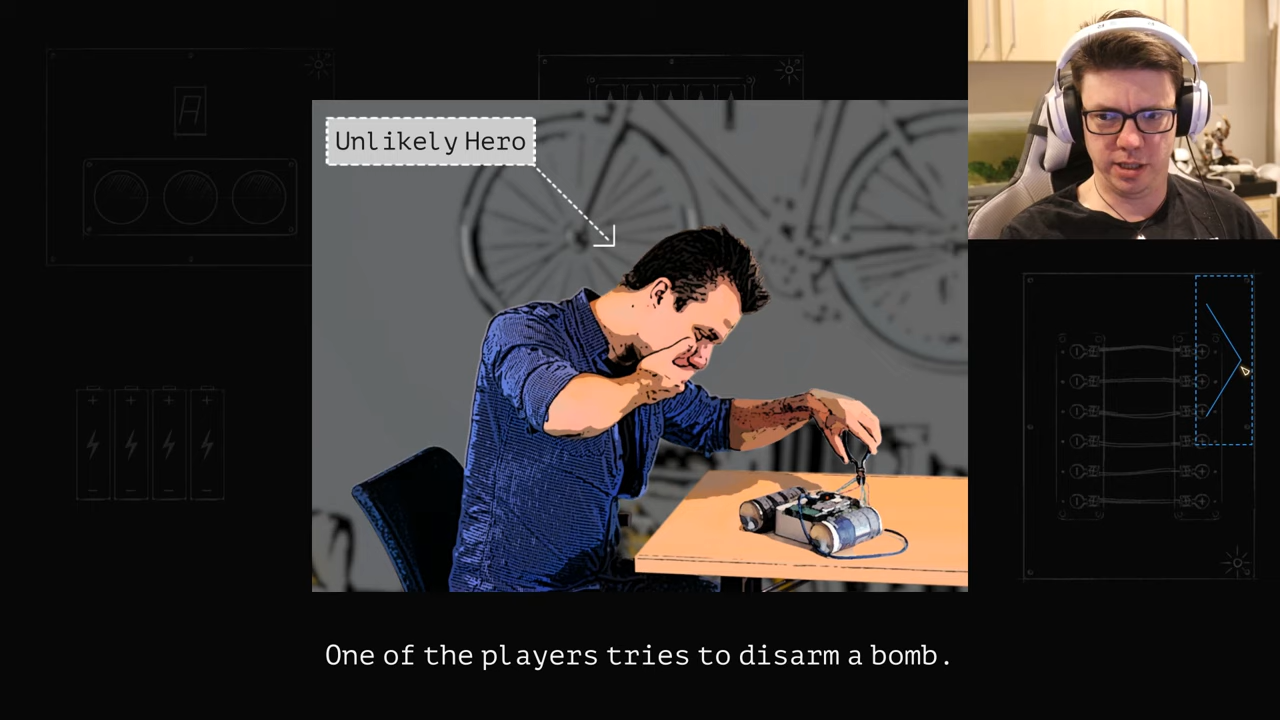 A
Unlikely Hero
One of the players tries to disarm a bomb.